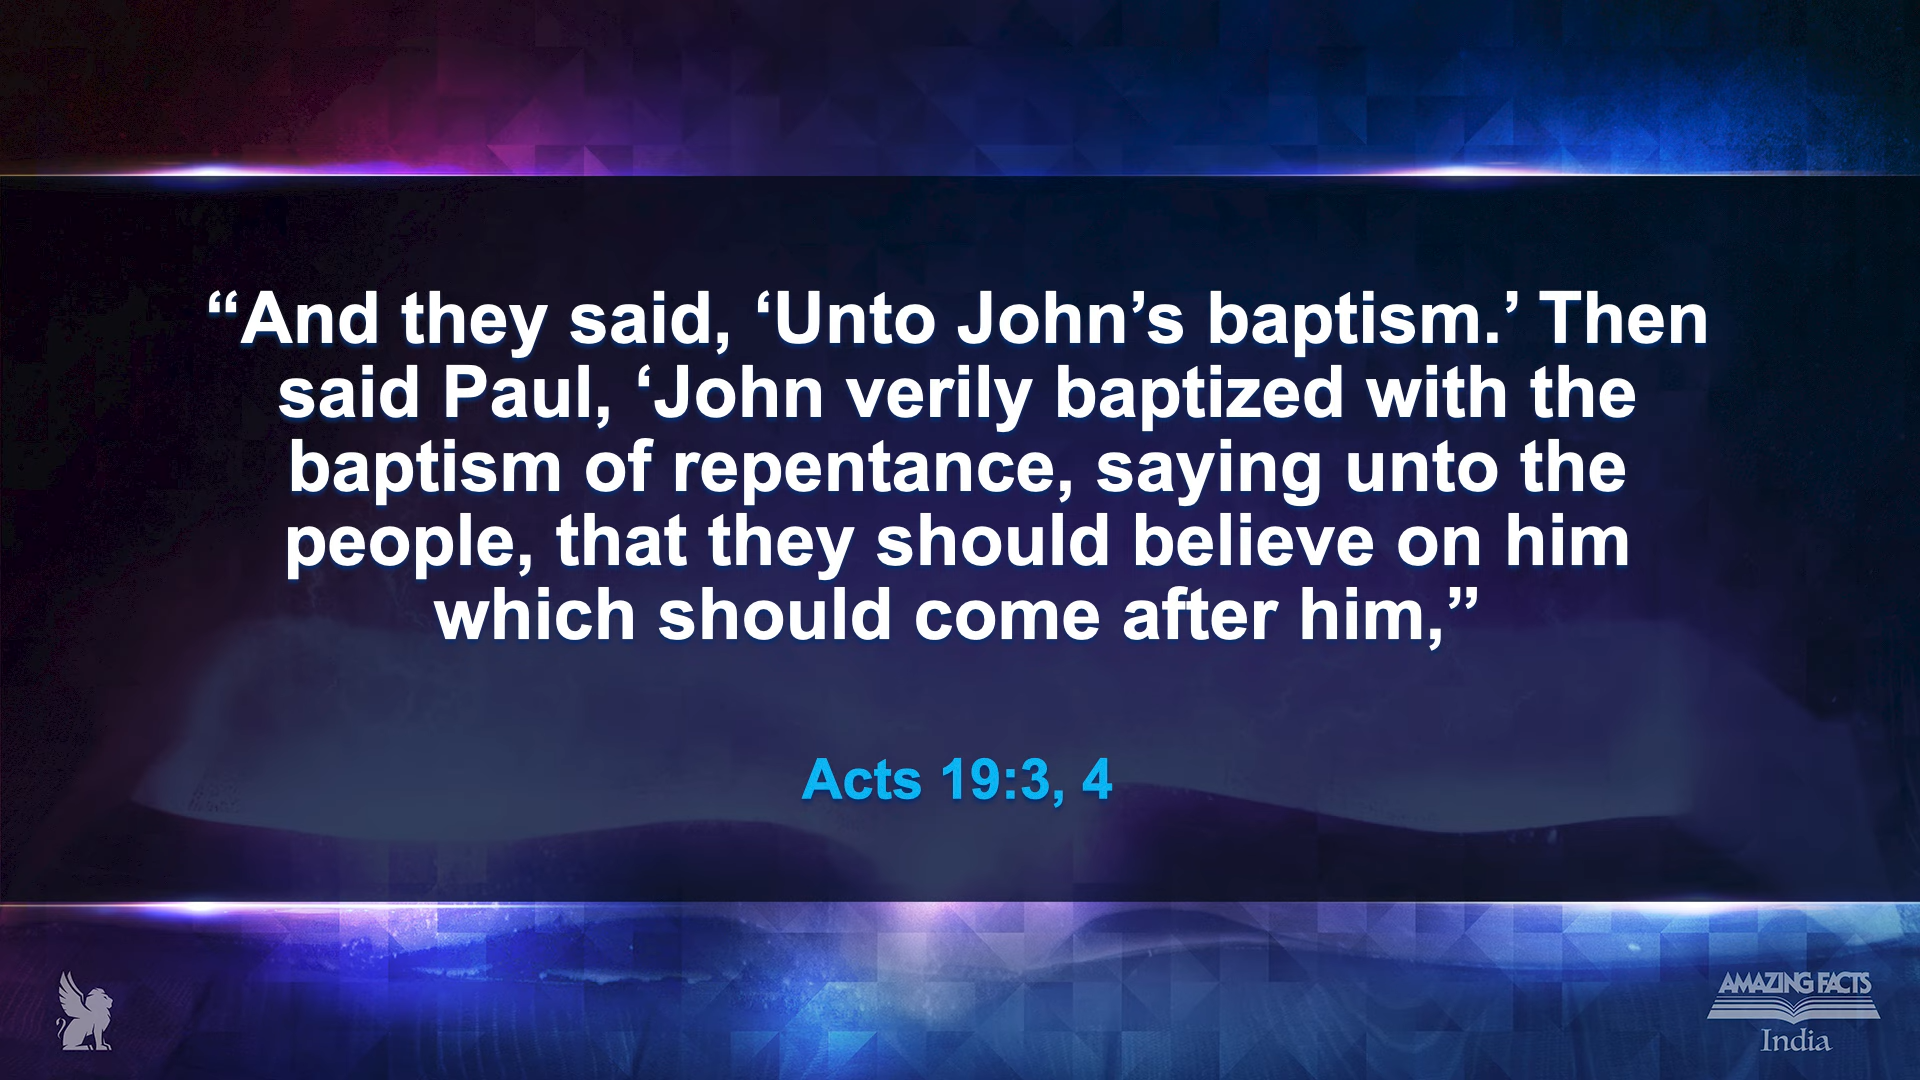 “And they said, ‘Unto John’s baptism.’ Then
said Paul, ‘John verily baptized with the
baptism of repentance, saying unto the
people, that they should believe on him
which should come after him,”
Acts 19:3, 4
AMAZING FACTS
India